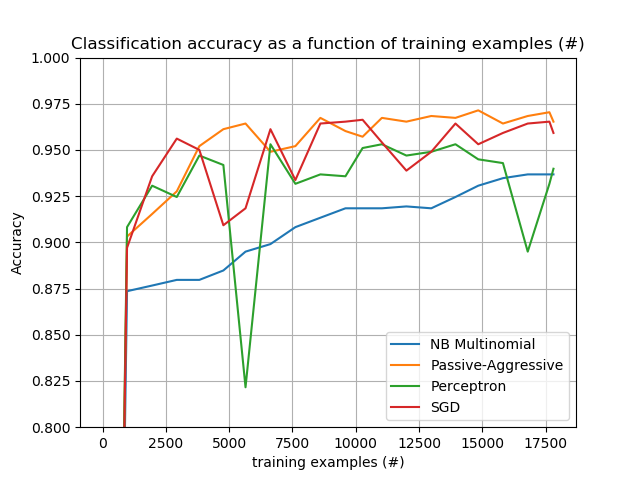 Classification accuracy as a function of training examples (#)
1.000
0.975
0.950
0.925
0.900
0.875
0.850
0.825
0.800
Accuracy
NB Multinomial
Passive-Aggressive
Perceptron
SGD
0 2500 5000 7500 10000 12500 15000 17500
training examples (#)